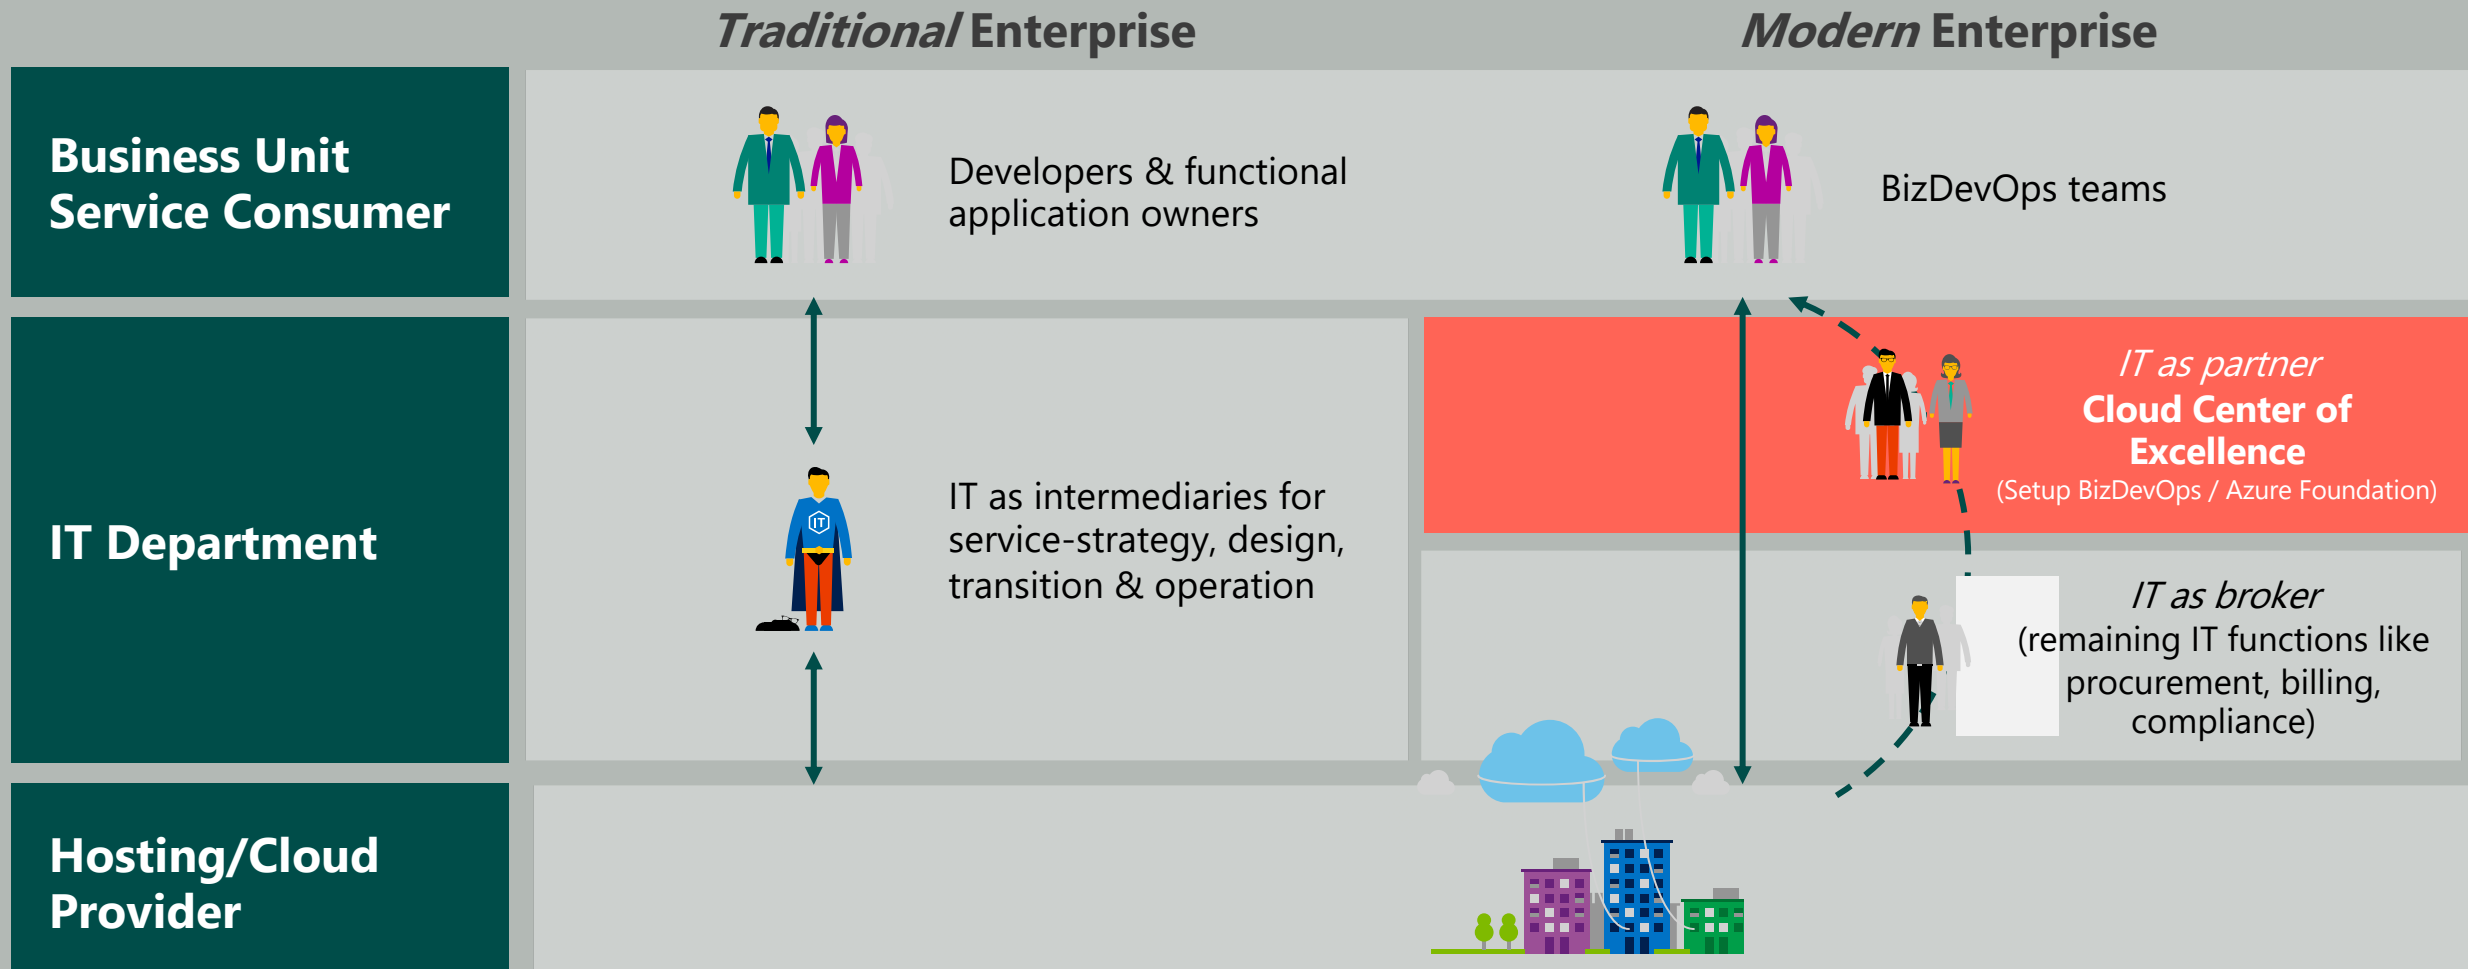 Traditional Enterprise
Modern Enterprise
Business Unit
Service Consumer
Developers & functional
application owners
BizDevOps teams
IT Department
IT
IT as intermediaries for
service-strategy, design,
transition & operation
IT as partner
Cloud Center of
Excellence
(Setup BizDevOps / Azure Foundation)
IT as broker
(remaining IT functions like
procurement, billing,
compliance)
Hosting/Cloud
Provider